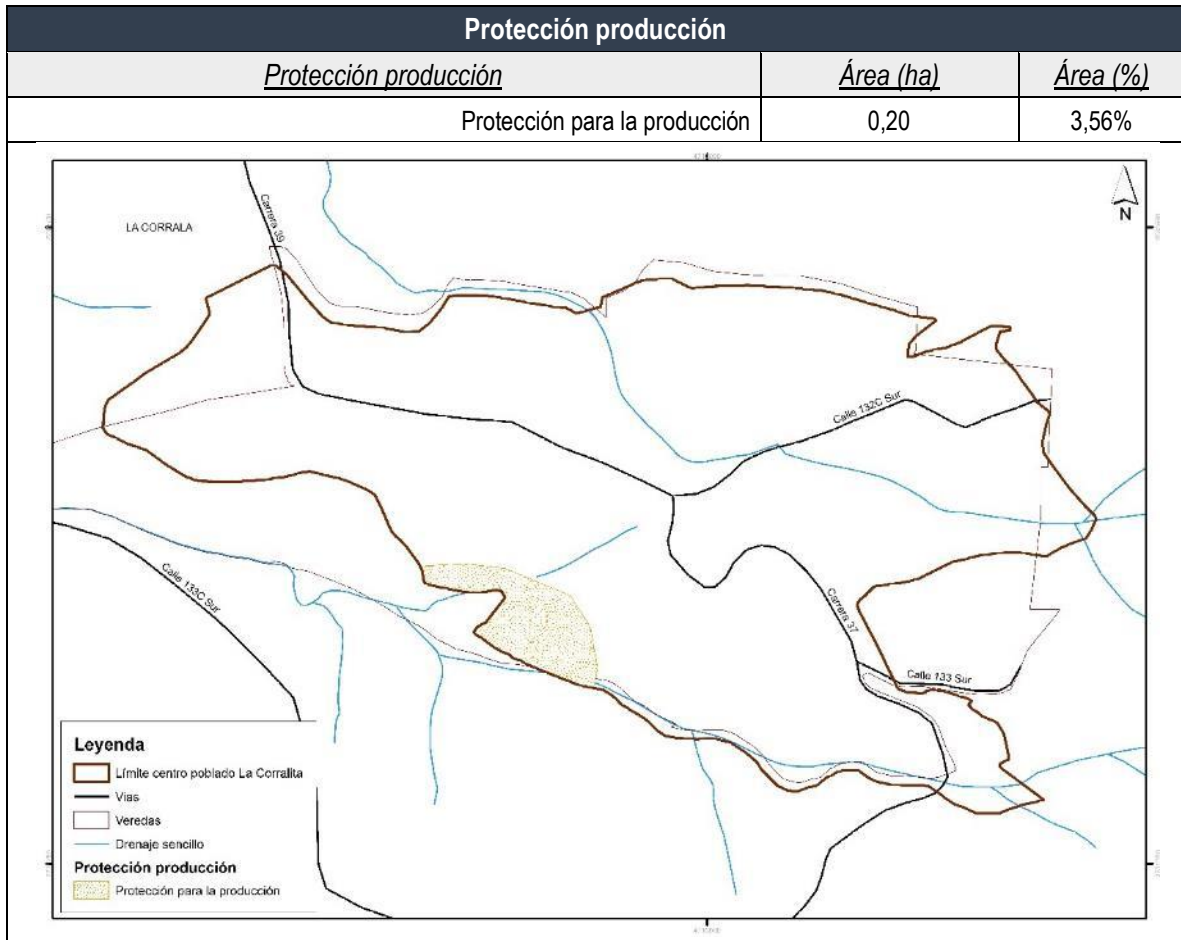 Protección producción
Protección producción Área (ha) Área (%)
Protección para la producción 0,20 3,56%
N
LA CORRALA
Carrera 39
Calle 132C Sur
Calle 133C Sur
Carrera 37
Calle 133 Sur
Leyenda
Límite centro poblado La Corralita
Vias
Veredas
Drenaje sencillo
Protección producción
Protección para la producción